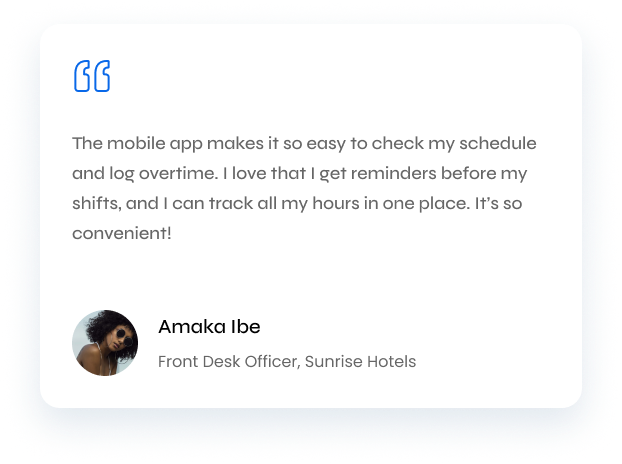 The mobile app makes it so easy to check my schedule
and log overtime. I love that I get reminders before my
shifts, and I can track all my hours in one place. It’s so
convenient!
Amaka Ibe
Front Desk Officer, Sunrise Hotels